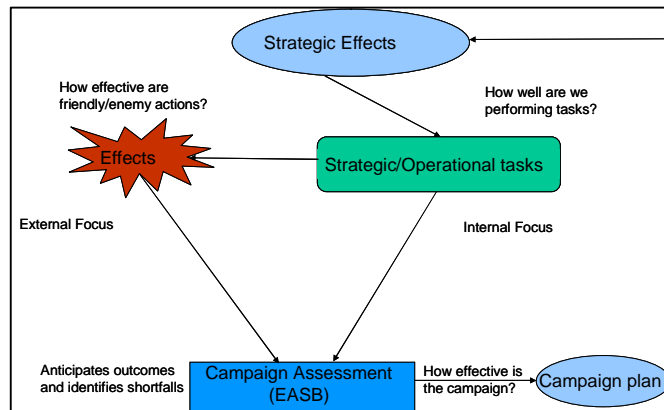 Strategic Effects
How effective are
friendly/enemy actions?
How well are we
performing tasks?
Effects
Strategic/Operational tasks
External Focus
Internal Focus
Anticipates outcomes
and identifies shortfalls
Campaign Assessment
(EASB)
How effective is
the campaign?
Campaign plan